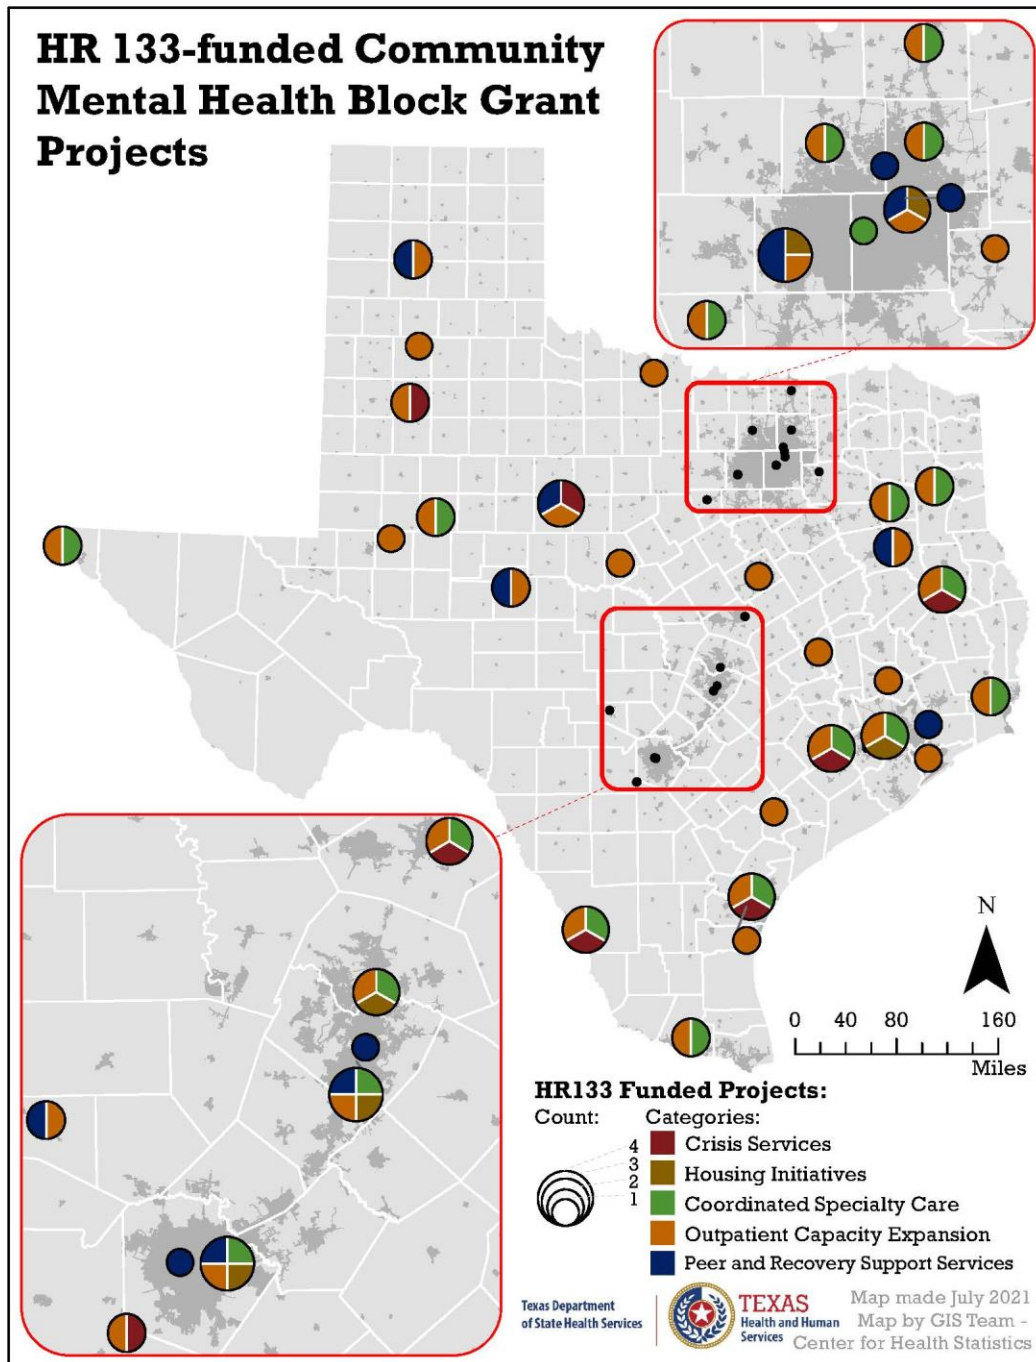 HR 133-funded Community
Mental Health Block Grant
Projects
N
0 40 80 160
Miles
HR133 Funded Projects:
Count: Categories:
4
3
2
1
Crisis Services
Housing Initiatives
Coordinated Specialty Care
Outpatient Capacity Expansion
Peer and Recovery Support Services
Texas Department
of State Health Services
TEXAS
Health and Human
Services
Map made July 2021
Map by GIS Team -
Center for Health Statistics